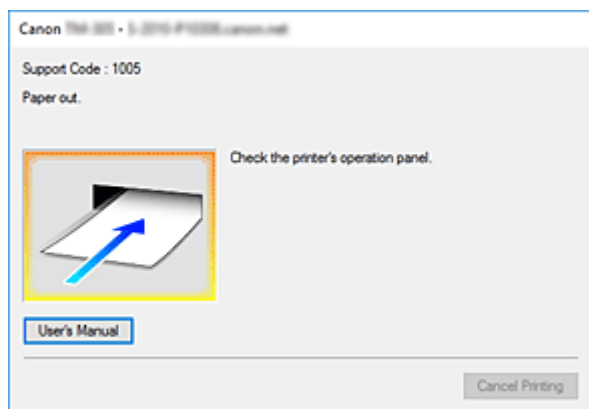 Canon
Support Code : 1005
Paper out.
Check the printer's operation panel.
User's Manual
Cancel Printing